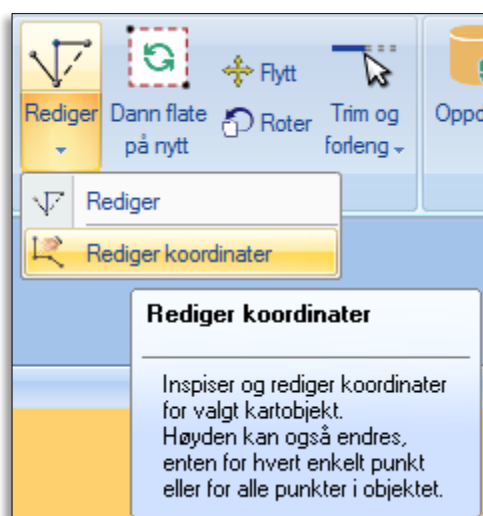 Rediger
Dann flate
på nytt
Flytt
Roter
Trim og
forleng
Rediger
Rediger koordinater
Rediger koordinater
Inspiser og rediger koordinater
for valgt kartobjekt.
Høyden kan også endres,
enten for hvert enkelt punkt
eller for alle punkter i objektet.